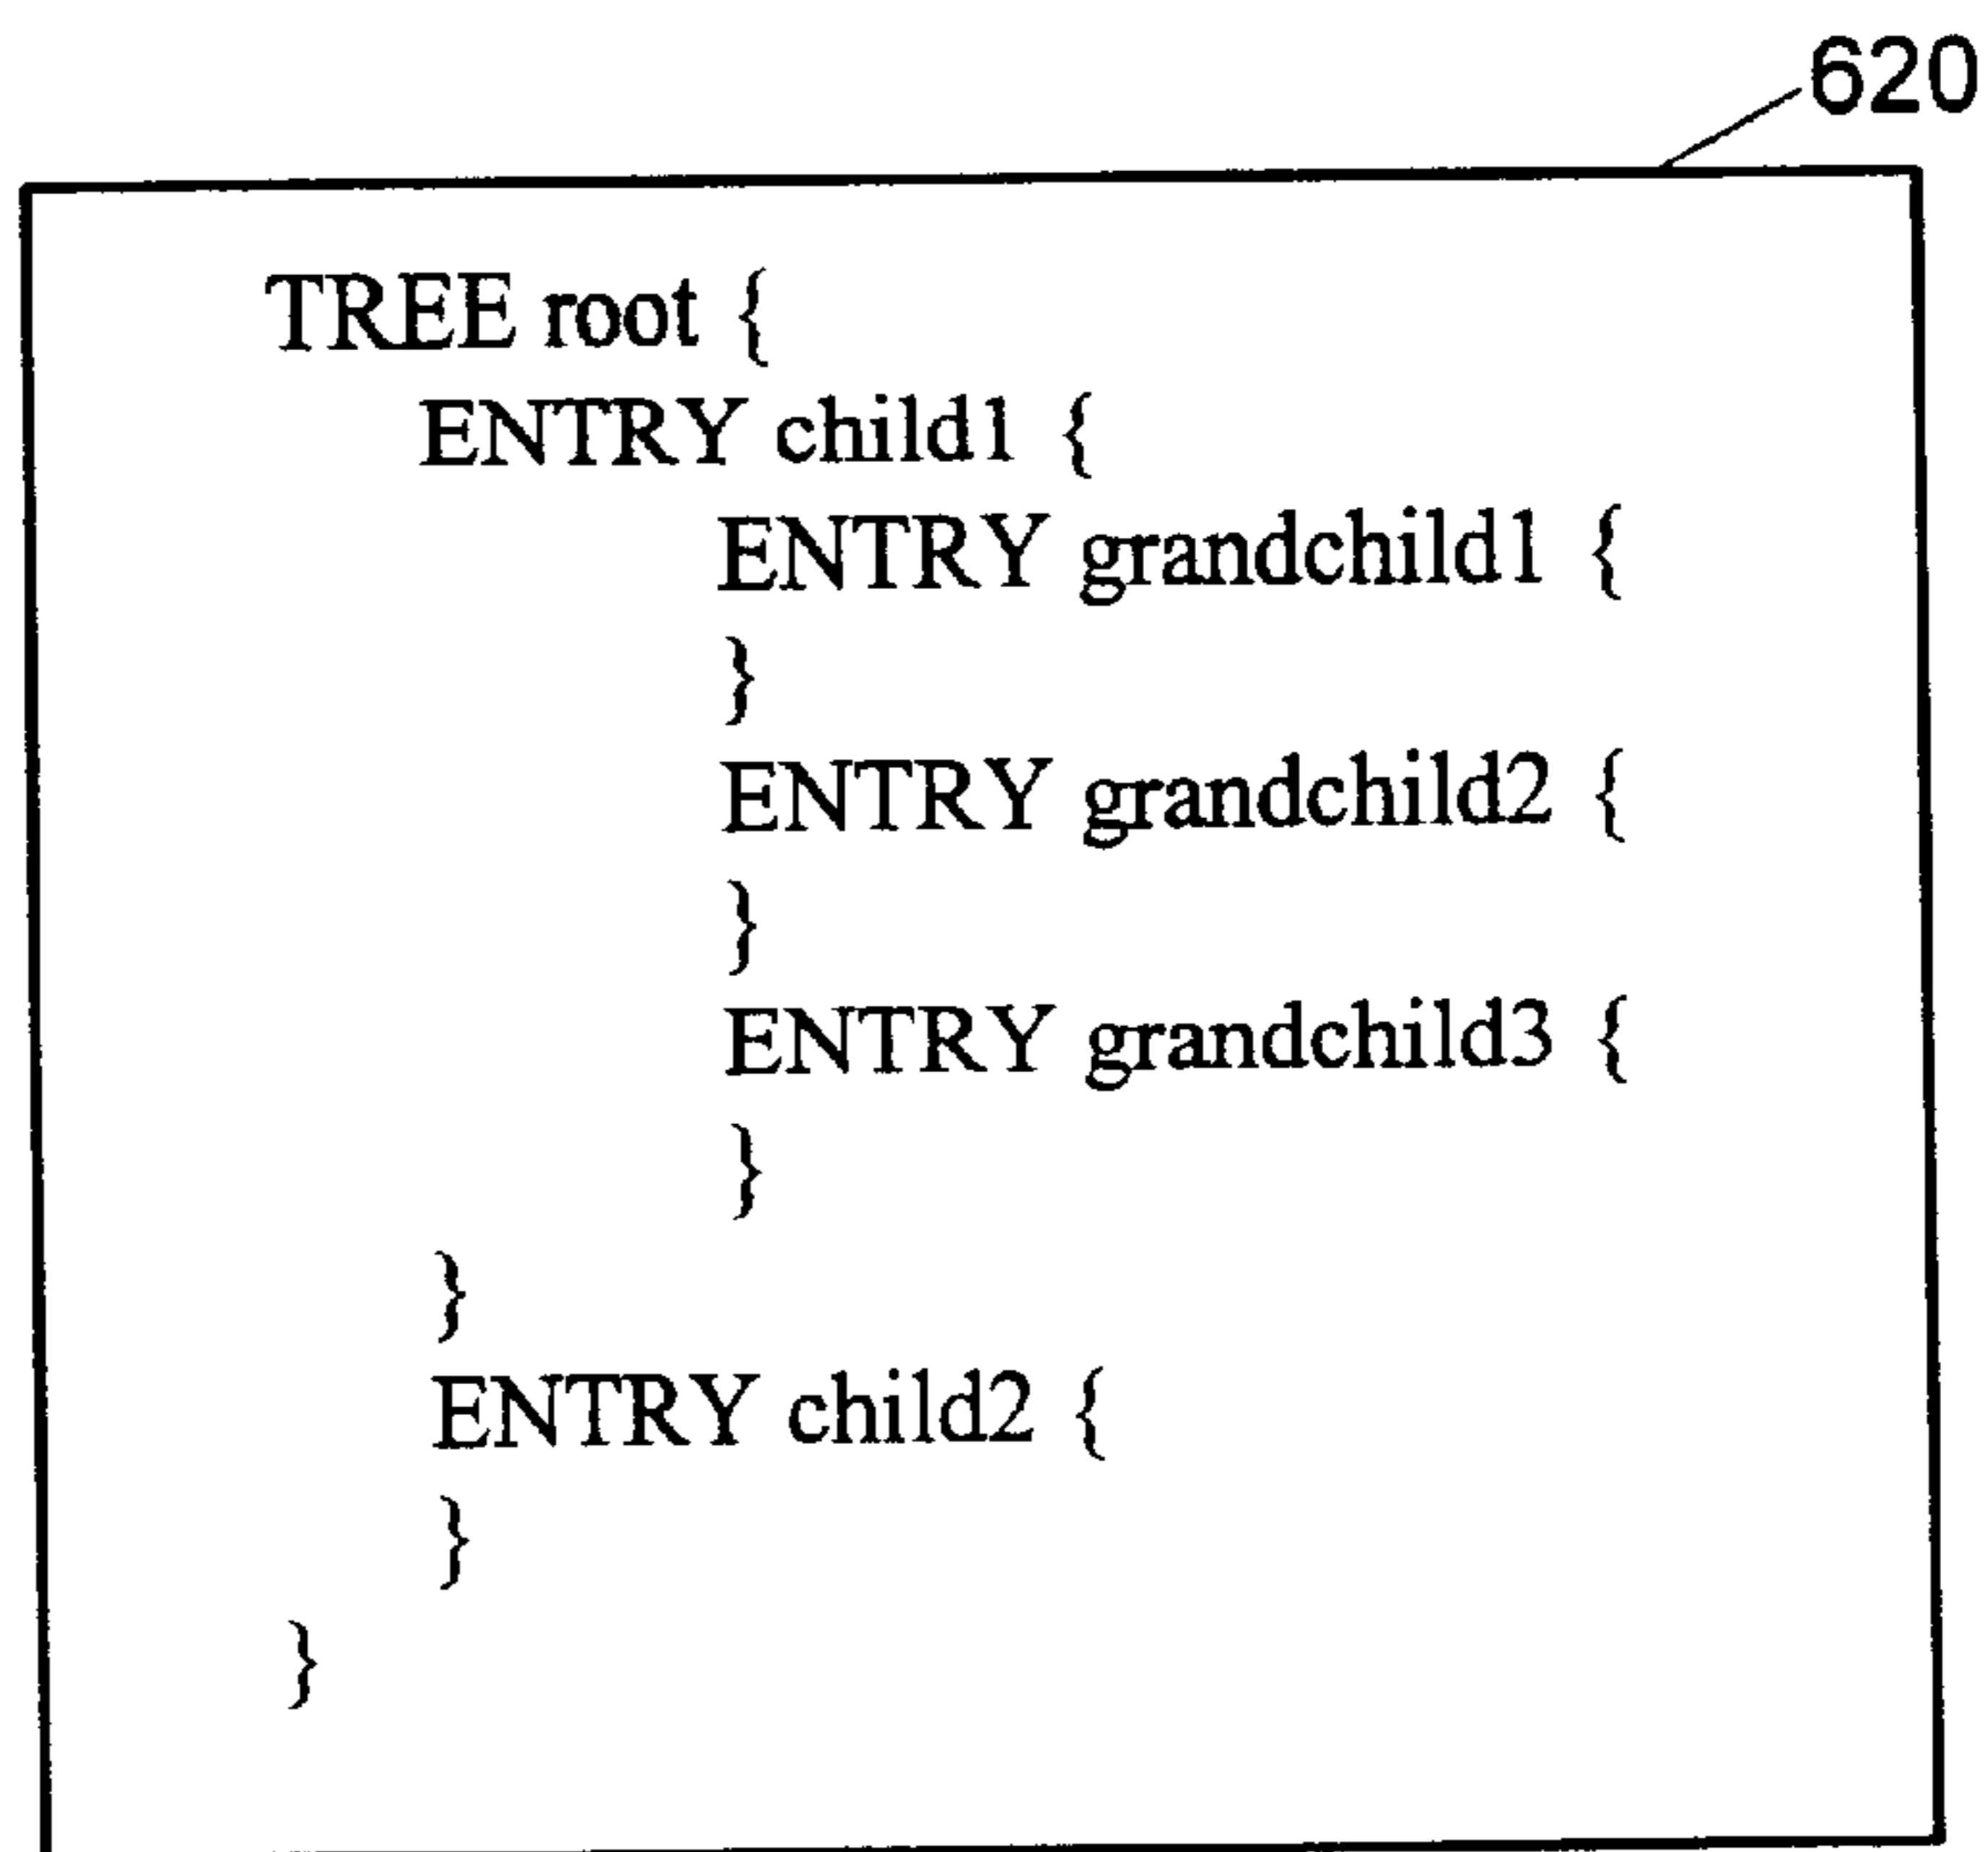 620
TREE root {
ENTRY child1 {
ENTRY grandchild1 {
}
ENTRY grandchild2 {
}
ENTRY grandchild3 {
}
}
ENTRY child2 {
}
}